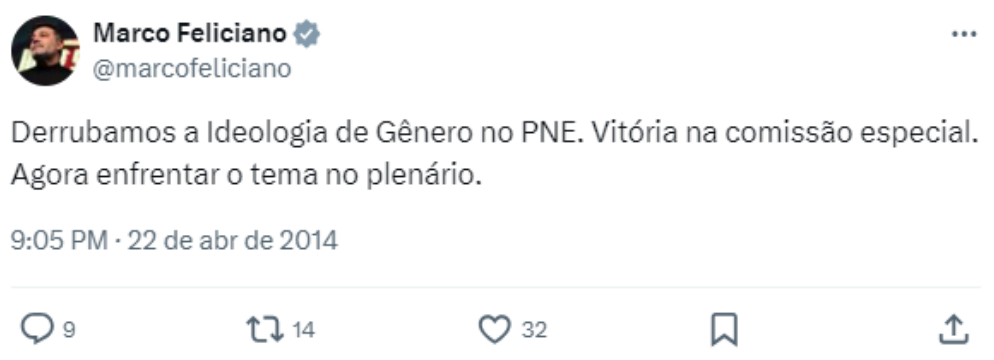 Marco Feliciano
@marcofeliciano
Derrubamos a Ideologia de Gênero no PNE. Vitória na comissão especial.
Agora enfrentar o tema no plenário.
9:05 PM · 22 de abr de 2014
9 14 32